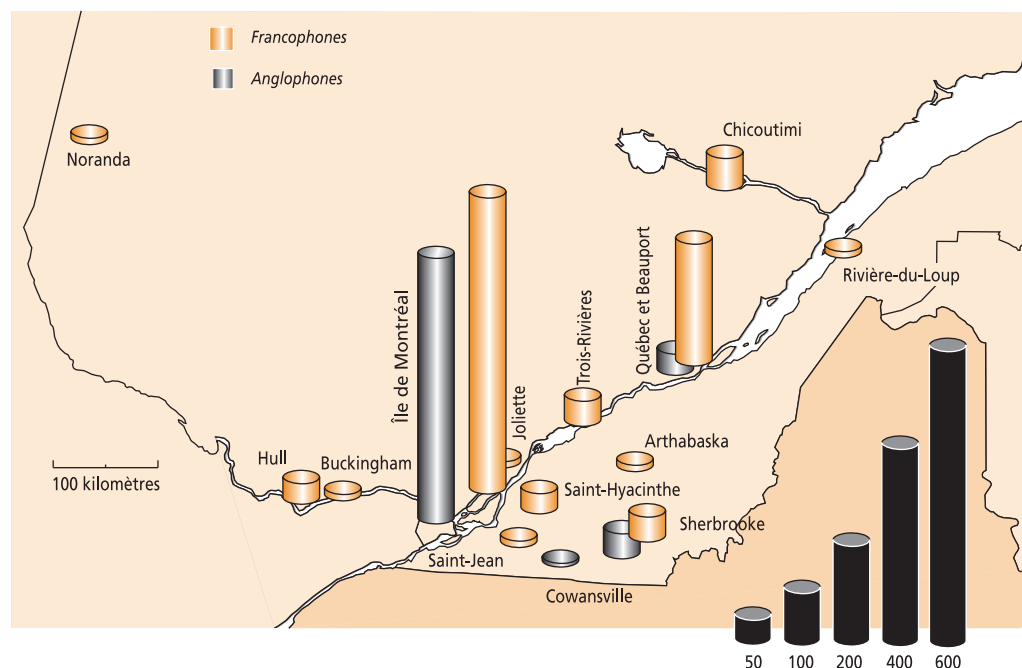 Francophones
Anglophones
Noranda
Chicoutimi
Rivière-du-Loup
Québec et Beauport
Île de Montréal
Trois-Rivières
Joliette
Arthabaska
Hull
Buckingham
100 kilomètres
Saint-Hyacinthe
Sherbrooke
Saint-Jean
Cowansville
50 100 200 400 600